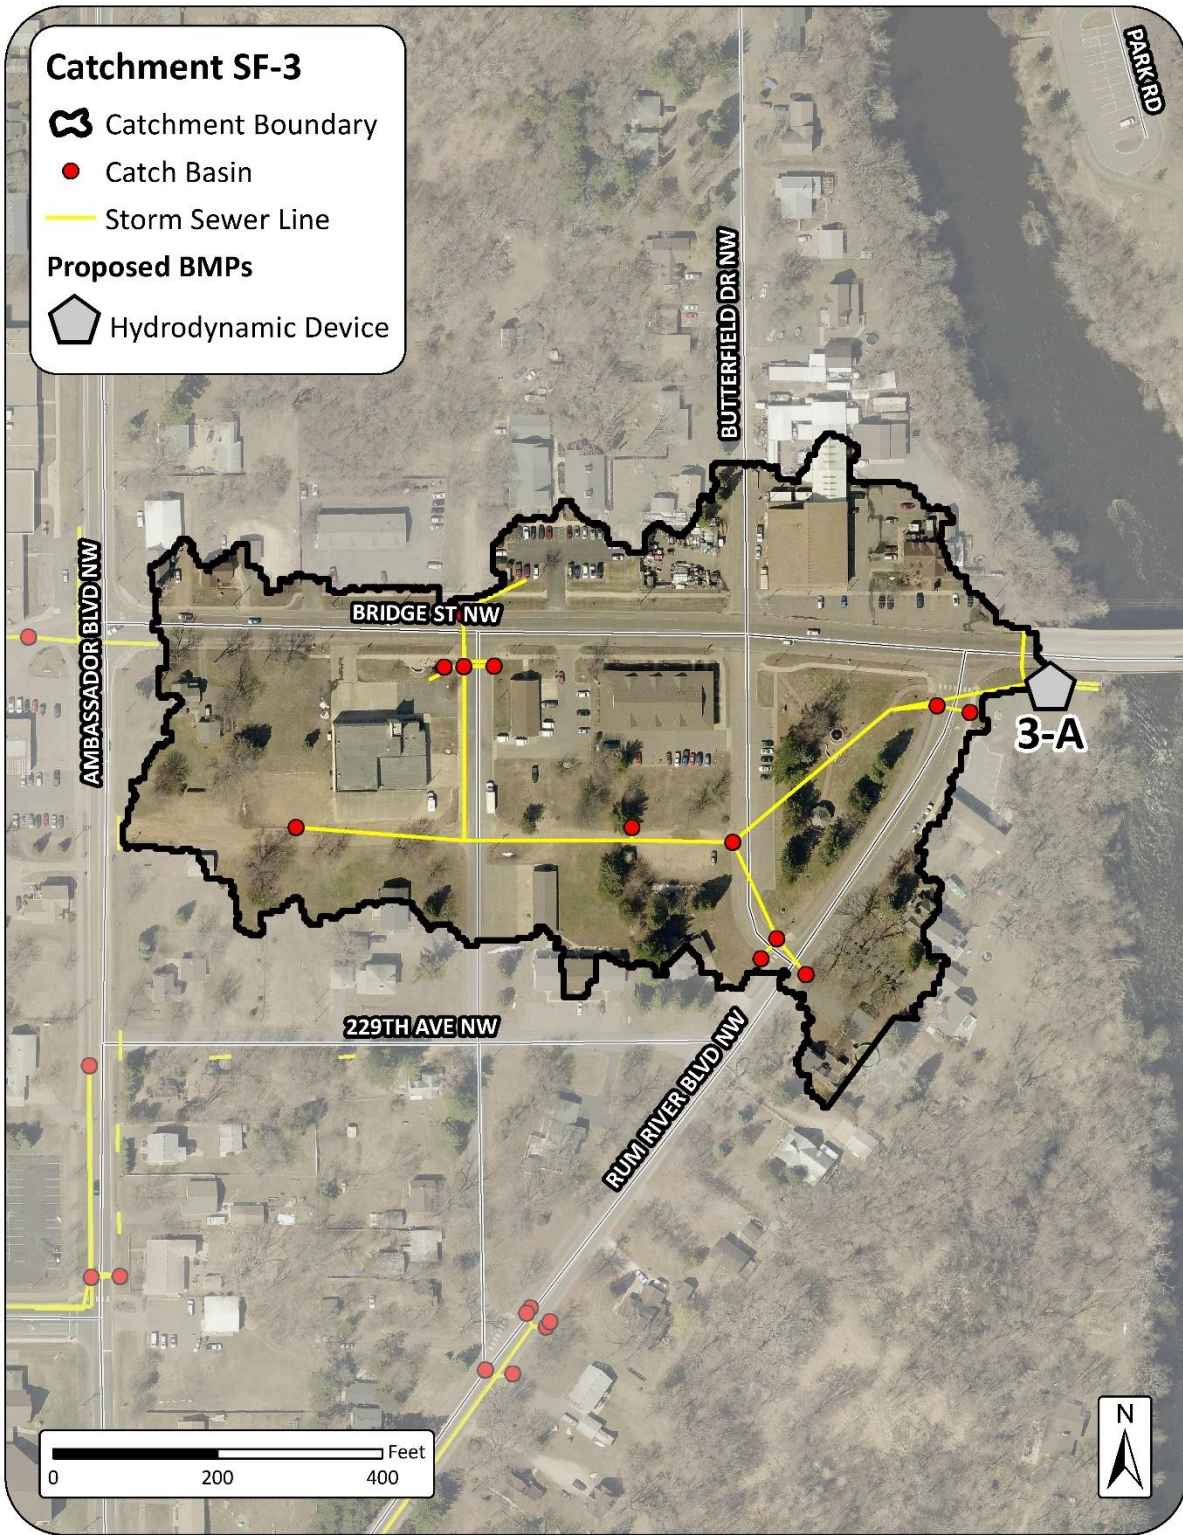 Catchment SF-3
Catchment Boundary
Catch Basin
Storm Sewer Line
Proposed BMPs
Hydrodynamic Device
PARK RD
BUTTERFIELD DR NW
AMBASSADOR BLVD NW
BRIDGE ST NW
3-A
229TH AVE NW
RUM RIVER BLVD NW
Feet
0 200 400
N